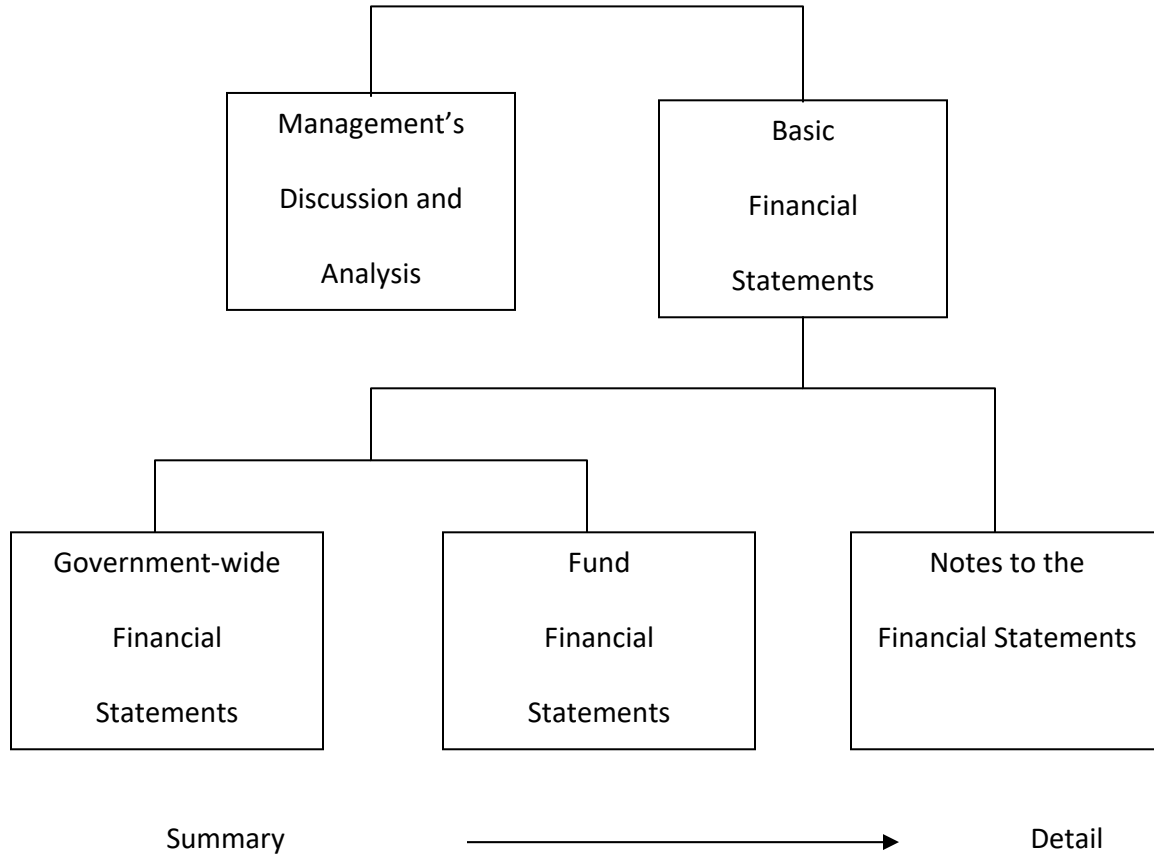 Management’s
Discussion and
Analysis
Basic
Financial
Statements
Government-wide
Financial
Statements
Fund
Financial
Statements
Notes to the
Financial Statements
Summary
Detail